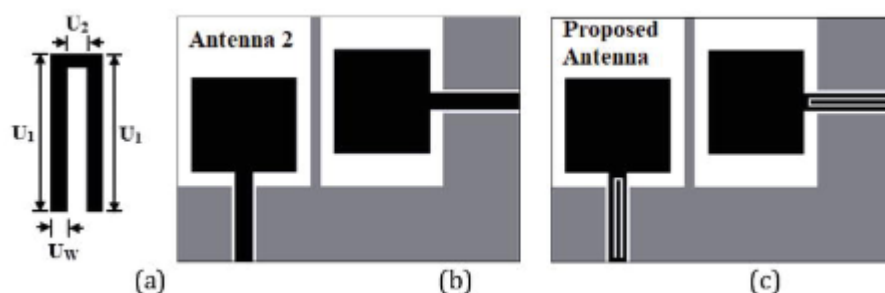 U2
U1
U1
UW
(a)
Antenna 2
(b)
Proposed
Antenna
(c)